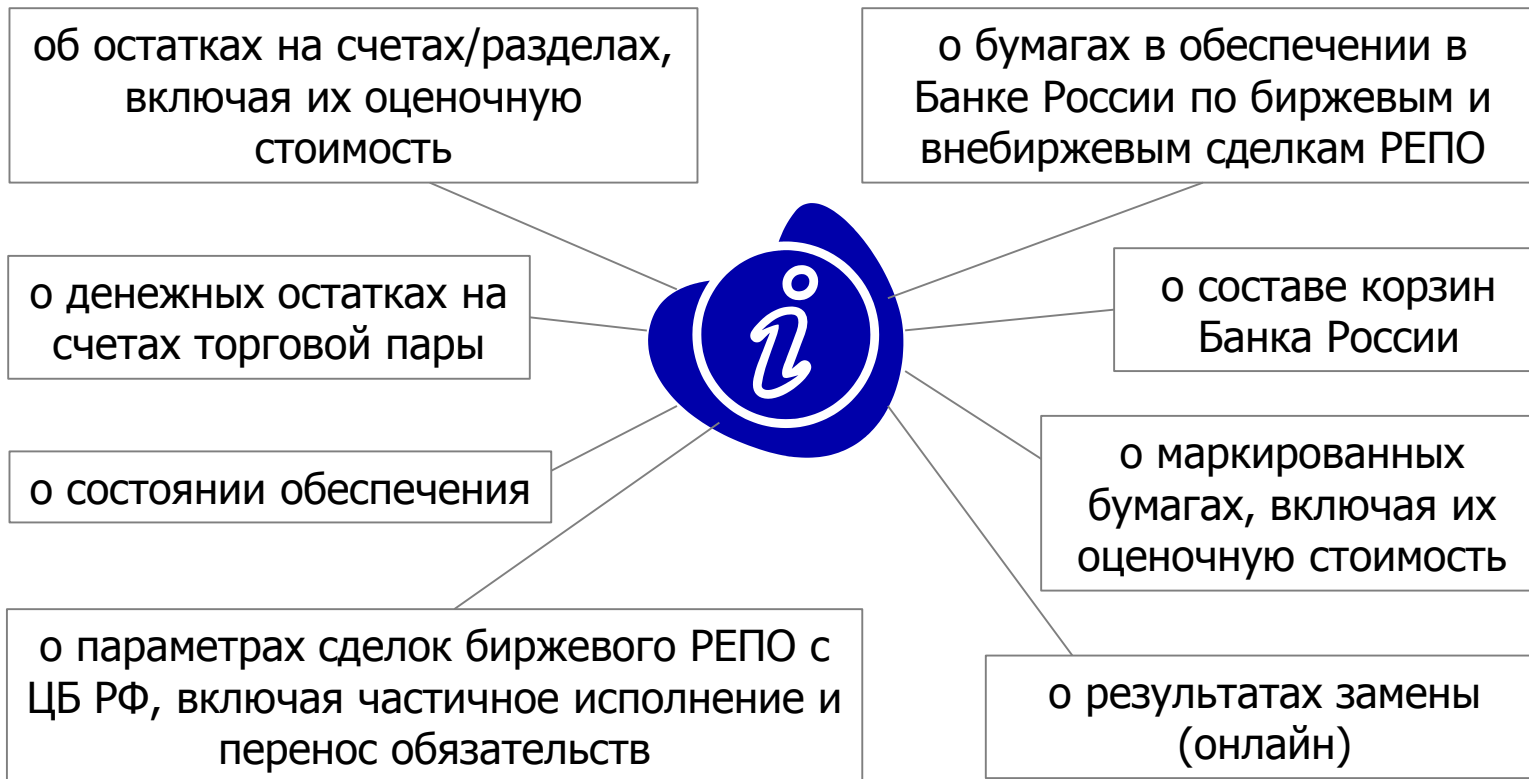 об остатках на счетах/разделах,
включая их оценочную
стоимость
о бумагах в обеспечении в
Банке России по биржевым и
внебиржевым сделкам РЕПО
о денежных остатках на
счетах торговой пары
о составе корзин
Банка России
о состоянии обеспечения
о маркированных
бумагах, включая их
оценочную стоимость
о параметрах сделок биржевого РЕПО с
ЦБ РФ, включая частичное исполнение и
перенос обязательств
о результатах замены
(онлайн)